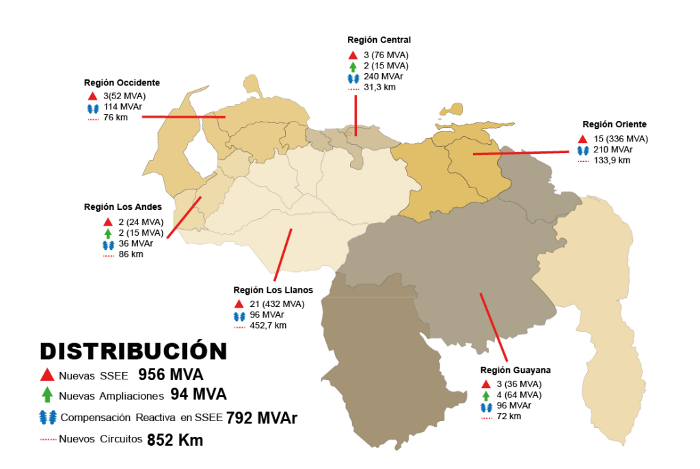 Región Central
3 (76 MVA)
2 (15 MVA)
240 MVAr
31,3 km
Región Occidente
3(52 MVA)
114 MVAr
76 km
Región Oriente
15 (336 MVA)
210 MVAr
133,9 km
Región Los Andes
2 (24 MVA)
2 (15 MVA)
36 MVAr
86 km
Región Los Llanos
21 (432 MVA)
96 MVAr
452,7 km
Región Guayana
3 (36 MVA)
4 (64 MVA)
96 MVAr
72 km
DISTRIBUCIÓN
Nuevas SSEE 956 MVA
Nuevas Ampliaciones 94 MVA
Compensación Reactiva en SSEE 792 MVAr
Nuevos Circuitos 852 Km